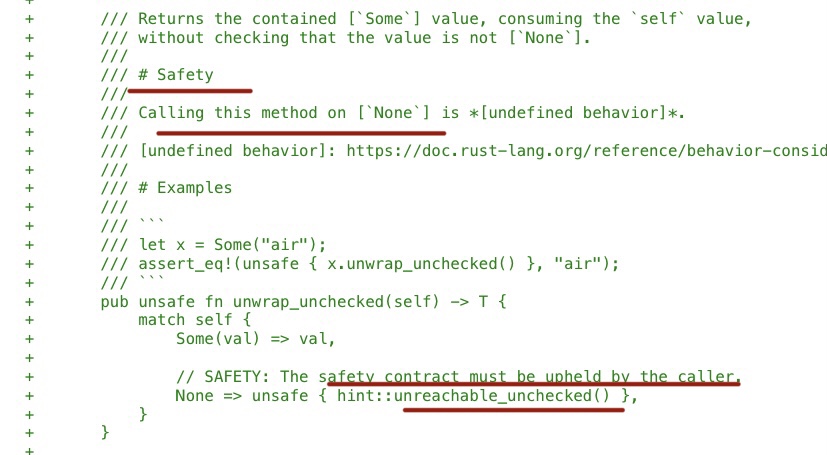 +
+ /// Returns the contained [`Some`] value, consuming the `self` value,
+ /// without checking that the value is not [`None`].
+ ///
+ /// # Safety
+ ///
+ /// Calling this method on [`None`] is *[undefined behavior]*.
+ ///
+ /// [undefined behavior]: https://doc.rust-lang.org/reference/behavior-consid
+ ///
+ /// # Examples
+ ///
+ /// ```
+ /// let x = Some("air");
+ /// assert_eq!(unsafe { x.unwrap_unchecked() }, "air");
+ /// ```
+ pub unsafe fn unwrap_unchecked(self) -> T {
+ match self {
+ Some(val) => val,
+
+ // SAFETY: The safety contract must be upheld by the caller.
+ None => unsafe { hint::unreachable_unchecked() },
+ }
+ }
+